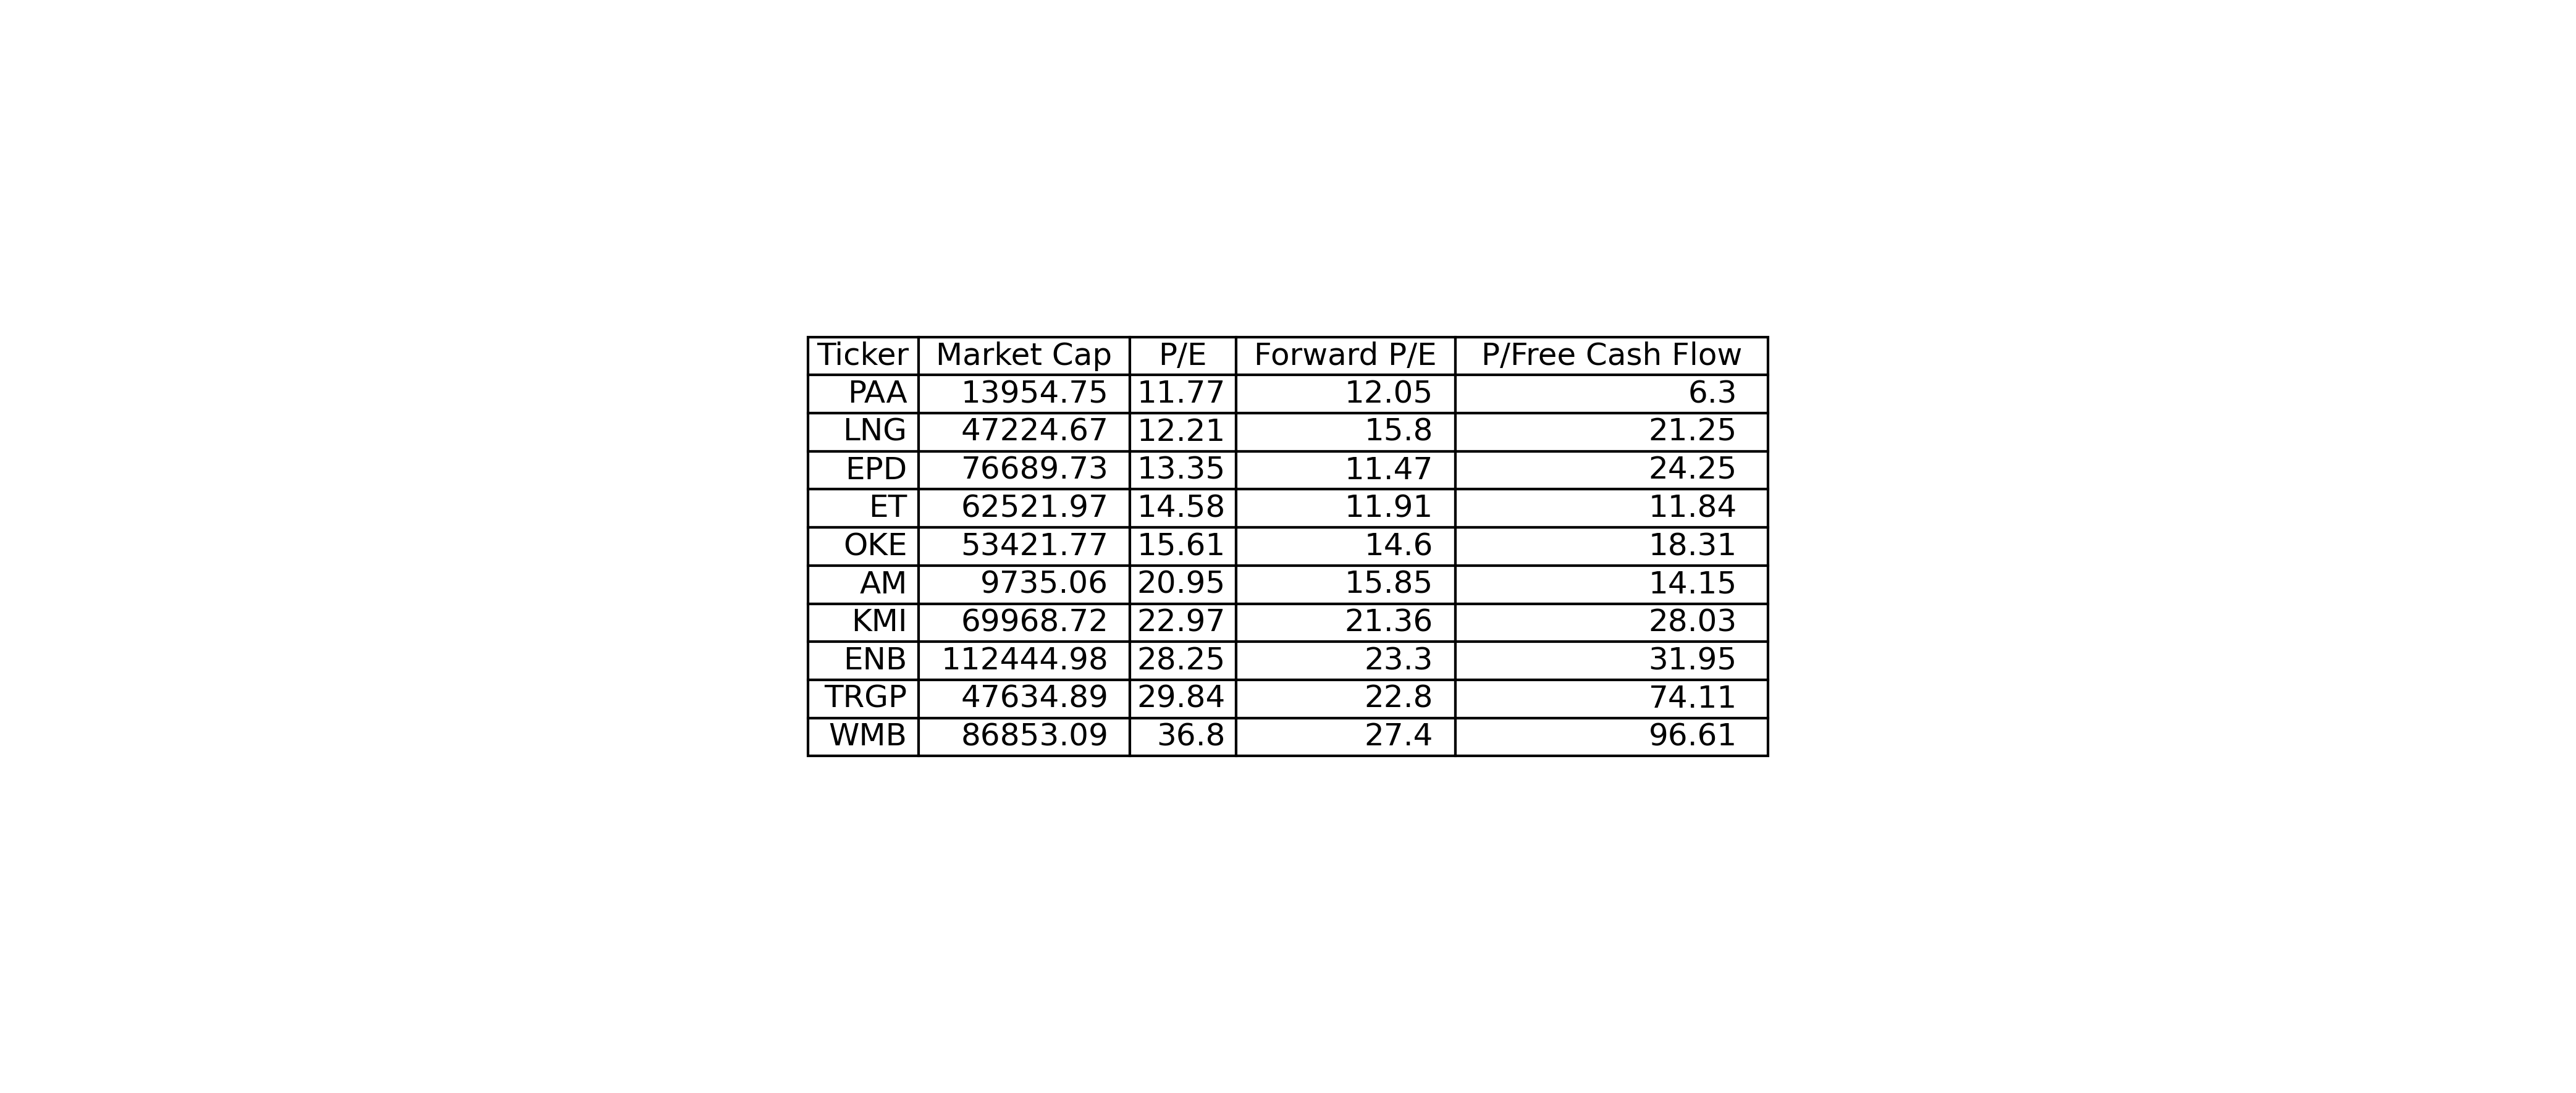 Ticker Market Cap P/E Forward P/E P/Free Cash Flow
PAA 13954.75 11.77 12.05 6.3
LNG 47224.67 12.21 15.8 21.25
EPD 76689.73 13.35 11.47 24.25
ET 62521.97 14.58 11.91 11.84
OKE 53421.77 15.61 14.6 18.31
AM 9735.06 20.95 15.85 14.15
KMI 69968.72 22.97 21.36 28.03
ENB 112444.98 28.25 23.3 31.95
TRGP 47634.89 29.84 22.8 74.11
WMB 86853.09 36.8 27.4 96.61